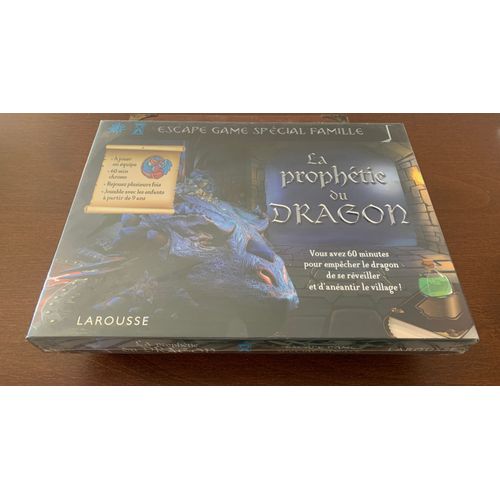 ESCAPE GAME SPÉCIAL FAMILLE
• À jouer
en équipe
• 60 min
chrono
• Rejouez plusieurs fois
• Jouable avec les enfants
à partir de 9 ans
La
prophétie
du
DRAGON
Vous avez 60 minutes
pour empêcher le dragon
de se réveiller
et d'anéantir le village !
LAROUSSE
La prophétie
du DRAGON
LAROUSSE